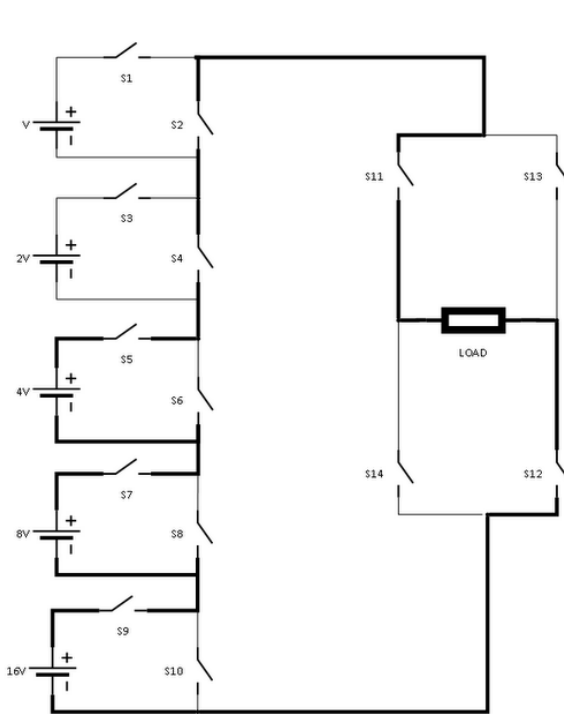 S1
+
V
S2
S11
S13
S3
+
2V
S4
LOAD
S5
+
4V
S6
S7
S14
S12
+
8V
S8
S9
+
16V
S10